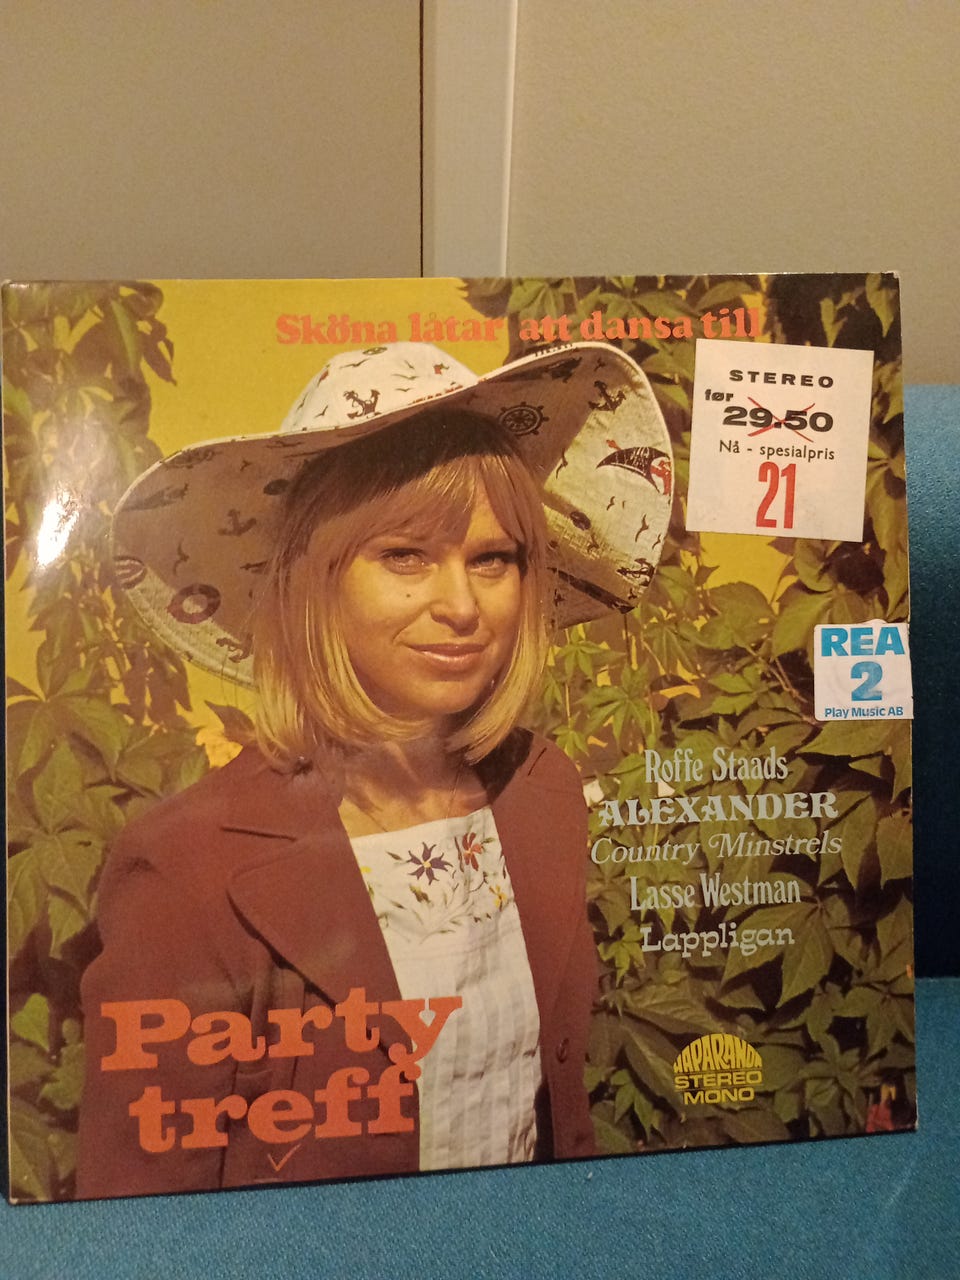 Sköna låtar att dansa till
STEREO
før
29.50
Nå - spesialpris
21
REA
2
Play Music AB
Roffe Staads
ALEXANDER
Country Minstrels
Lasse Westman
Lappligan
Party
treff
HAPARANDA
STEREO
MONO